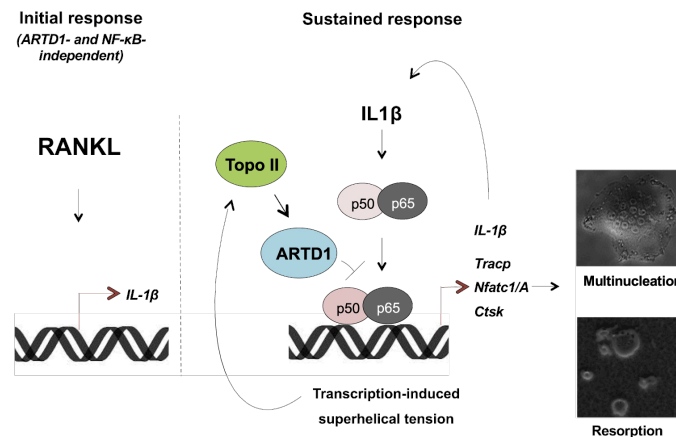 Initial response
(ARTD1- and NF-κB-
independent)
RANKL
IL-1β
Sustained response
IL1β
Topo II
p50
p65
ARTD1
p50
p65
IL-1β
Tracp
Nfatc1/A
Ctsk
Transcription-induced
superhelical tension
Multinucleation
Resorption